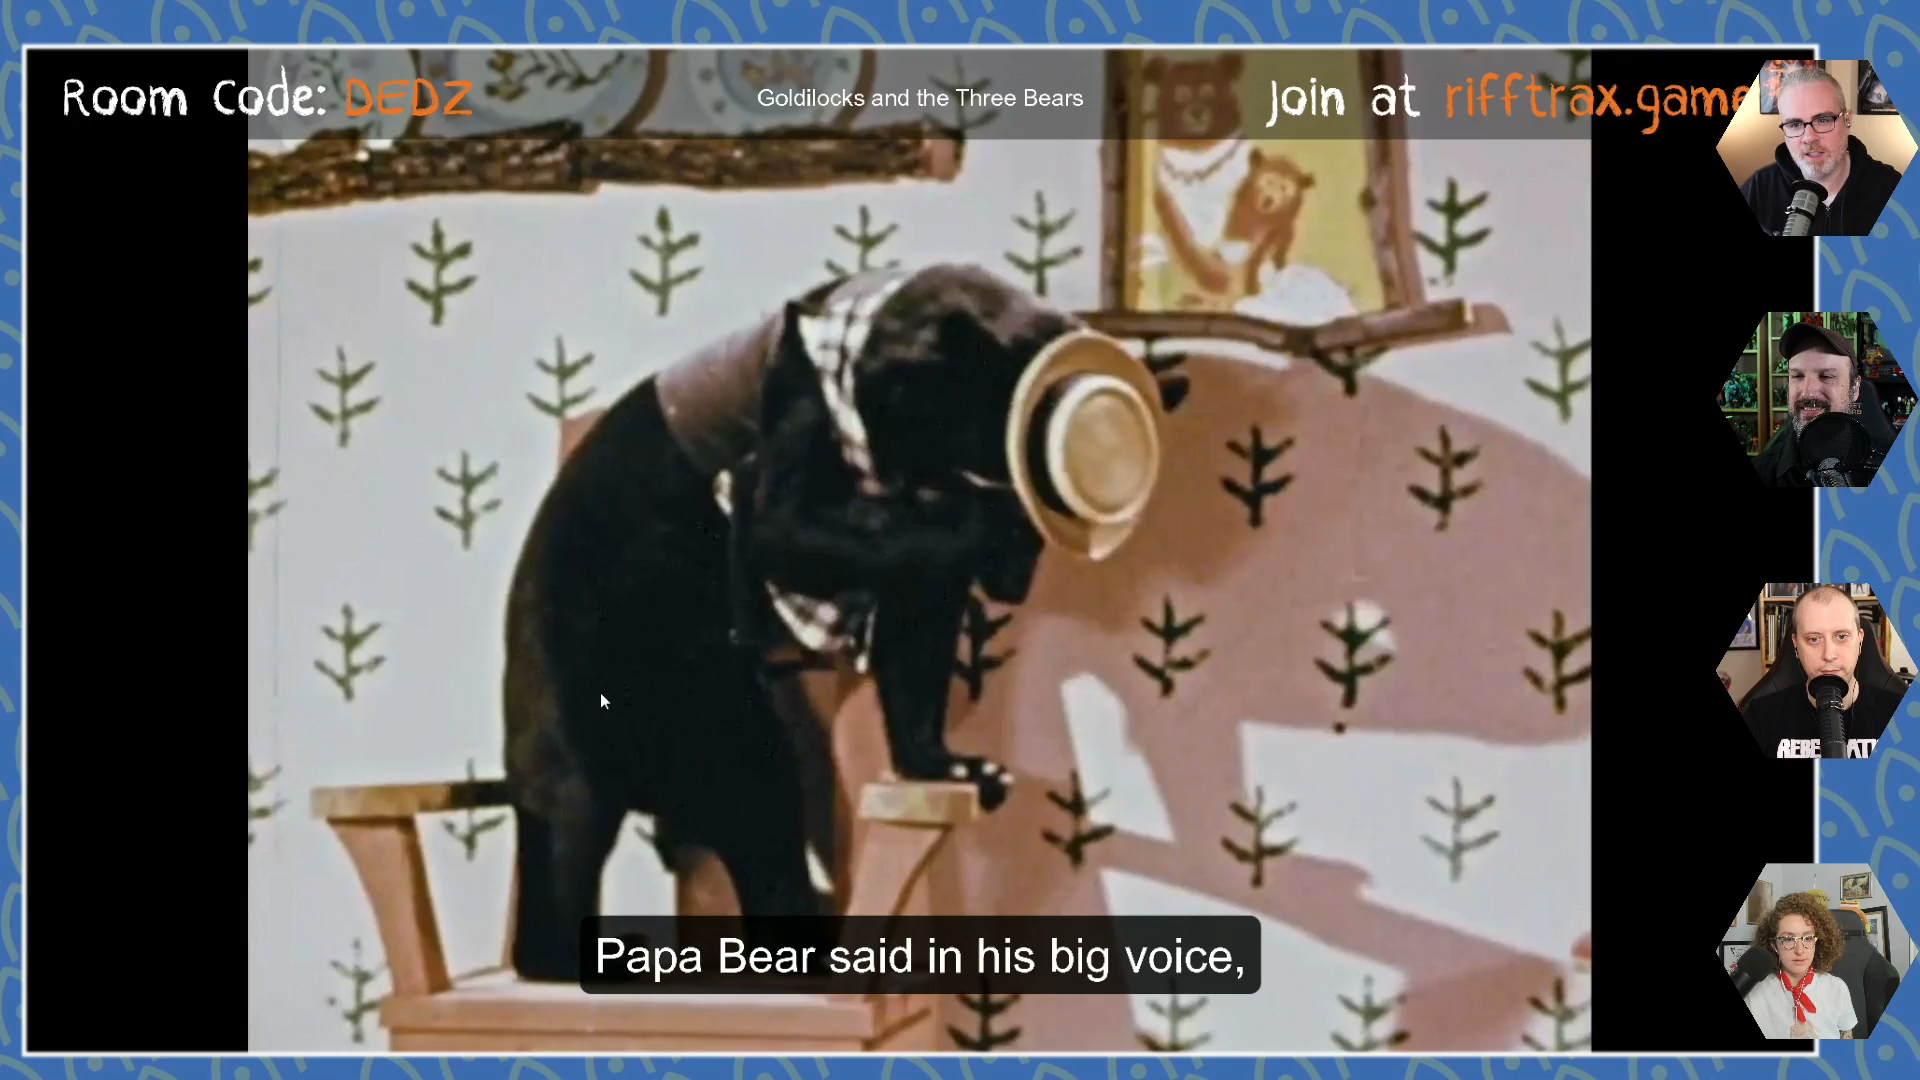 Room Code: DEDZ
Goldilocks and the Three Bears
Join at rifftrax.game
Papa Bear said in his big voice,